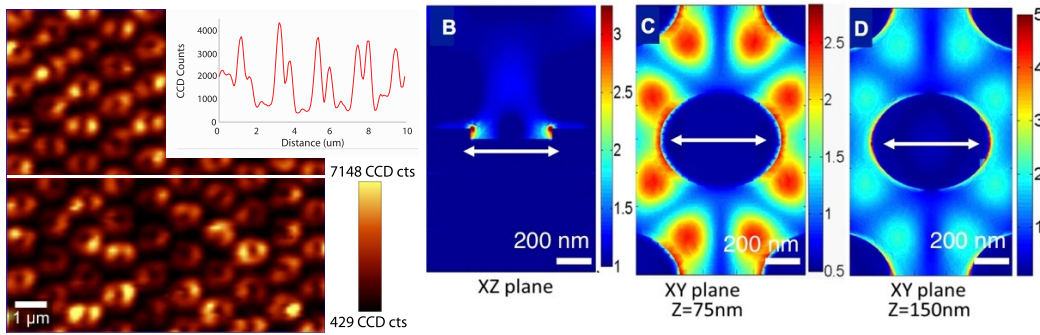 CCD Counts
4000
3000
2000
1000
0
0 2 4 6 8 10
Distance (um)
7148 CCD cts
429 CCD cts
1 µm
B
200 nm
XZ plane
3
2.5
2
1.5
1
C
200 nm
XY plane
Z=75nm
3
2.5
2
1.5
1
0.5
D
200 nm
XY plane
Z=150nm
5
4
3
2
1